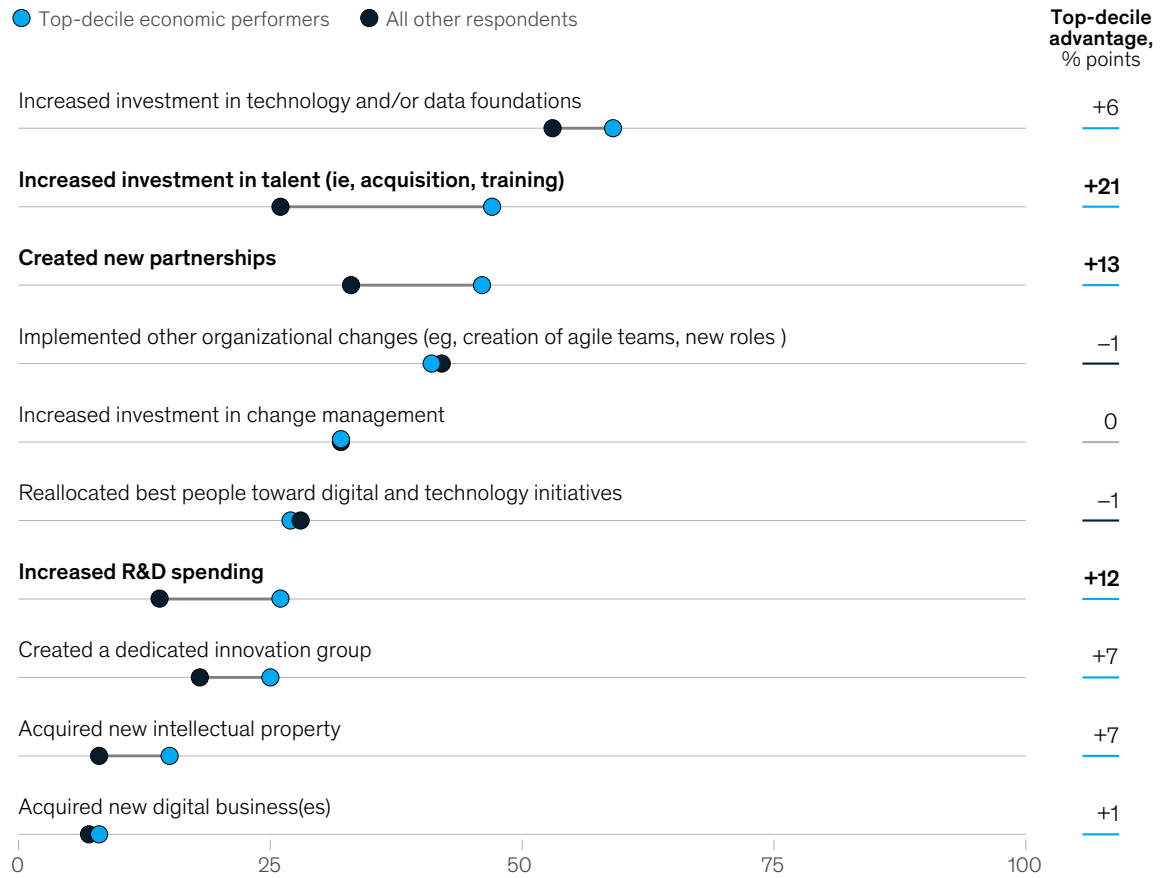 Top-decile economic performers
All other respondents
Top-decile
advantage,
% points
Increased investment in technology and/or data foundations
+6
Increased investment in talent (ie, acquisition, training)
+21
Created new partnerships
+13
Implemented other organizational changes (eg, creation of agile teams, new roles )
–1
Increased investment in change management
0
Reallocated best people toward digital and technology initiatives
–1
Increased R&D spending
+12
Created a dedicated innovation group
+7
Acquired new intellectual property
+7
Acquired new digital business(es)
+1
0
25
50
75
100